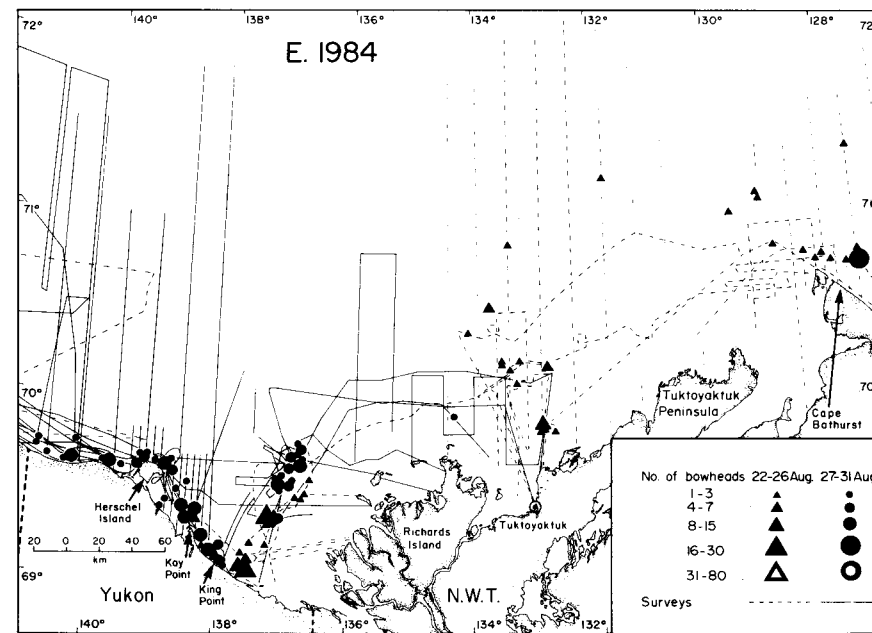 72° 140° 138° 136° 134° 132° 130° 128° 72
E. 1984
71° 71
70° 70
Tuktoyaktuk
Peninsula
Cape
Bathurst
Herschel
Island
Richards
Island
Tuktoyaktuk
20 0 20 40 60
km
Kay
Point
King
Point
69°
Yukon
N.W.T.
140° 138° 136° 134° 132°
No. of bowheads 22-26 Aug. 27-31 Aug
1-3
4-7
8-15
16-30
31-80
Surveys